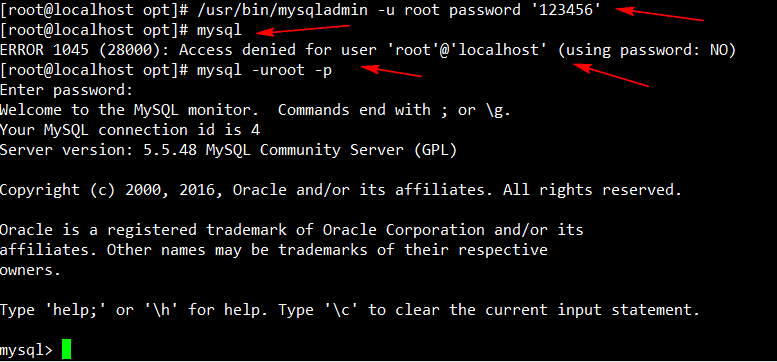 [root@localhost opt]# /usr/bin/mysqladmin -u root password '123456'
[root@localhost opt]# mysql
ERROR 1045 (28000): Access denied for user 'root'@'localhost' (using password: NO)
[root@localhost opt]# mysql -uroot -p
Enter password:
Welcome to the MySQL monitor.  Commands end with ; or \g.
Your MySQL connection id is 4
Server version: 5.5.48 MySQL Community Server (GPL)
Copyright (c) 2000, 2016, Oracle and/or its affiliates. All rights reserved.
Oracle is a registered trademark of Oracle Corporation and/or its
affiliates. Other names may be trademarks of their respective
owners.
Type 'help;' or '\h' for help. Type '\c' to clear the current input statement.
mysql>